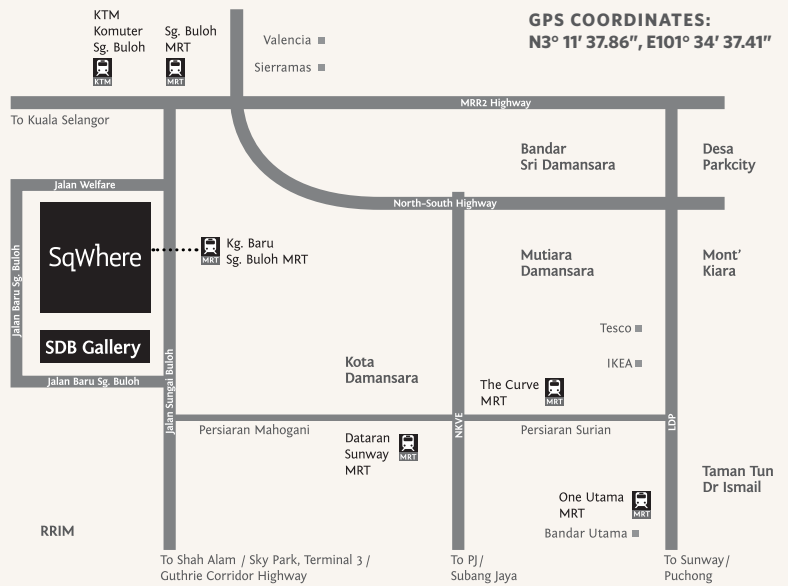 KTM
Komuter
Sg. Buloh
KTM
Sg. Buloh
MRT
MRT
Valencia
Sierramas
GPS COORDINATES:
N3° 11' 37.86", E101° 34' 37.41"
MRR2 Highway
To Kuala Selangor
Bandar
Sri Damansara
Desa
Parkcity
Jalan Welfare
North-South Highway
SqWhere
Jalan Baru Sg. Buloh
Kg. Baru
Sg. Buloh MRT
MRT
Mutiara
Damansara
Mont'
Kiara
SDB Gallery
Tesco
IKEA
Jalan Baru Sg. Buloh
Jalan Sungai Buloh
Kota
Damansara
The Curve
MRT
MRT
NKVE
LDP
Persiaran Mahogani
Persiaran Surian
Dataran
Sunway
MRT
MRT
Taman Tun
Dr Ismail
One Utama
MRT
MRT
Bandar Utama
RRIM
To Shah Alam / Sky Park, Terminal 3 /
Guthrie Corridor Highway
To PJ/
Subang Jaya
To Sunway/
Puchong